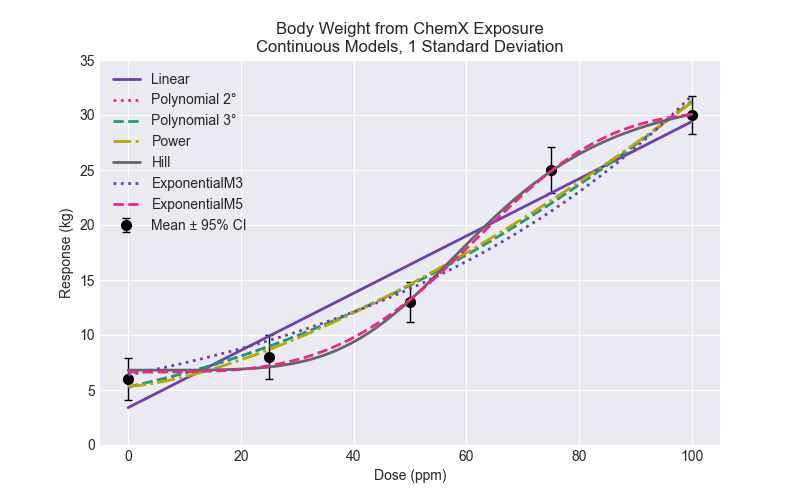 Body Weight from ChemX Exposure
Continuous Models, 1 Standard Deviation
35
30
25
20
15
10
5
0
Response (kg)
Linear
Polynomial 2°
Polynomial 3°
Power
Hill
ExponentialM3
ExponentialM5
Mean ± 95% CI
0 20 40 60 80 100
Dose (ppm)